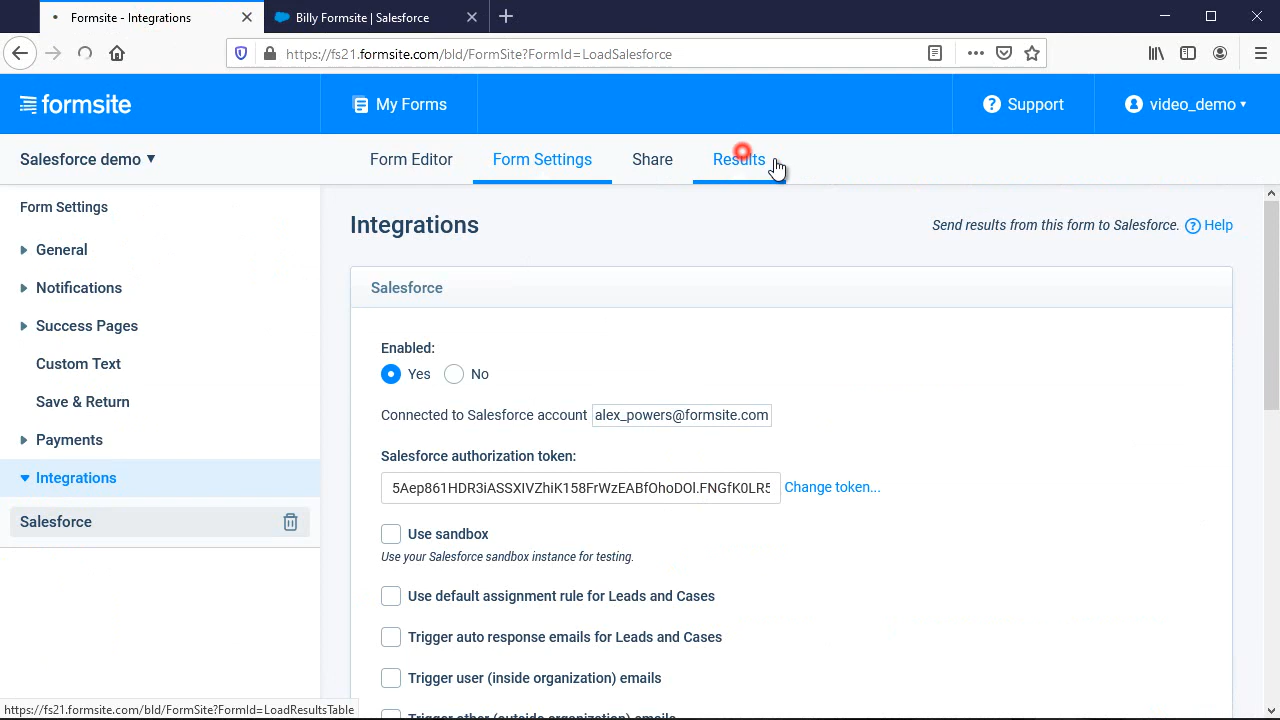 Formsite - Integrations
Billy Formsite | Salesforce
https://fs21.formsite.com/bld/FormSite?FormId=LoadSalesforce
formsite
My Forms
Support
video_demo
Salesforce demo
Form Editor
Form Settings
Share
Results
Form Settings
General
Notifications
Success Pages
Custom Text
Save & Return
Payments
Integrations
Salesforce
Integrations
Send results from this form to Salesforce. Help
Salesforce
Enabled:
Yes
No
Connected to Salesforce account alex_powers@formsite.com
Salesforce authorization token:
5Aep861HDR3iASSXIVZhiK158FrWzEABfOhoDOl.FNGfK0LR5 Change token...
Use sandbox
Use your Salesforce sandbox instance for testing.
Use default assignment rule for Leads and Cases
Trigger auto response emails for Leads and Cases
Trigger user (inside organization) emails
Trigger other (outside organization) emails
https://fs21.formsite.com/bld/FormSite?FormId=LoadResultsTable